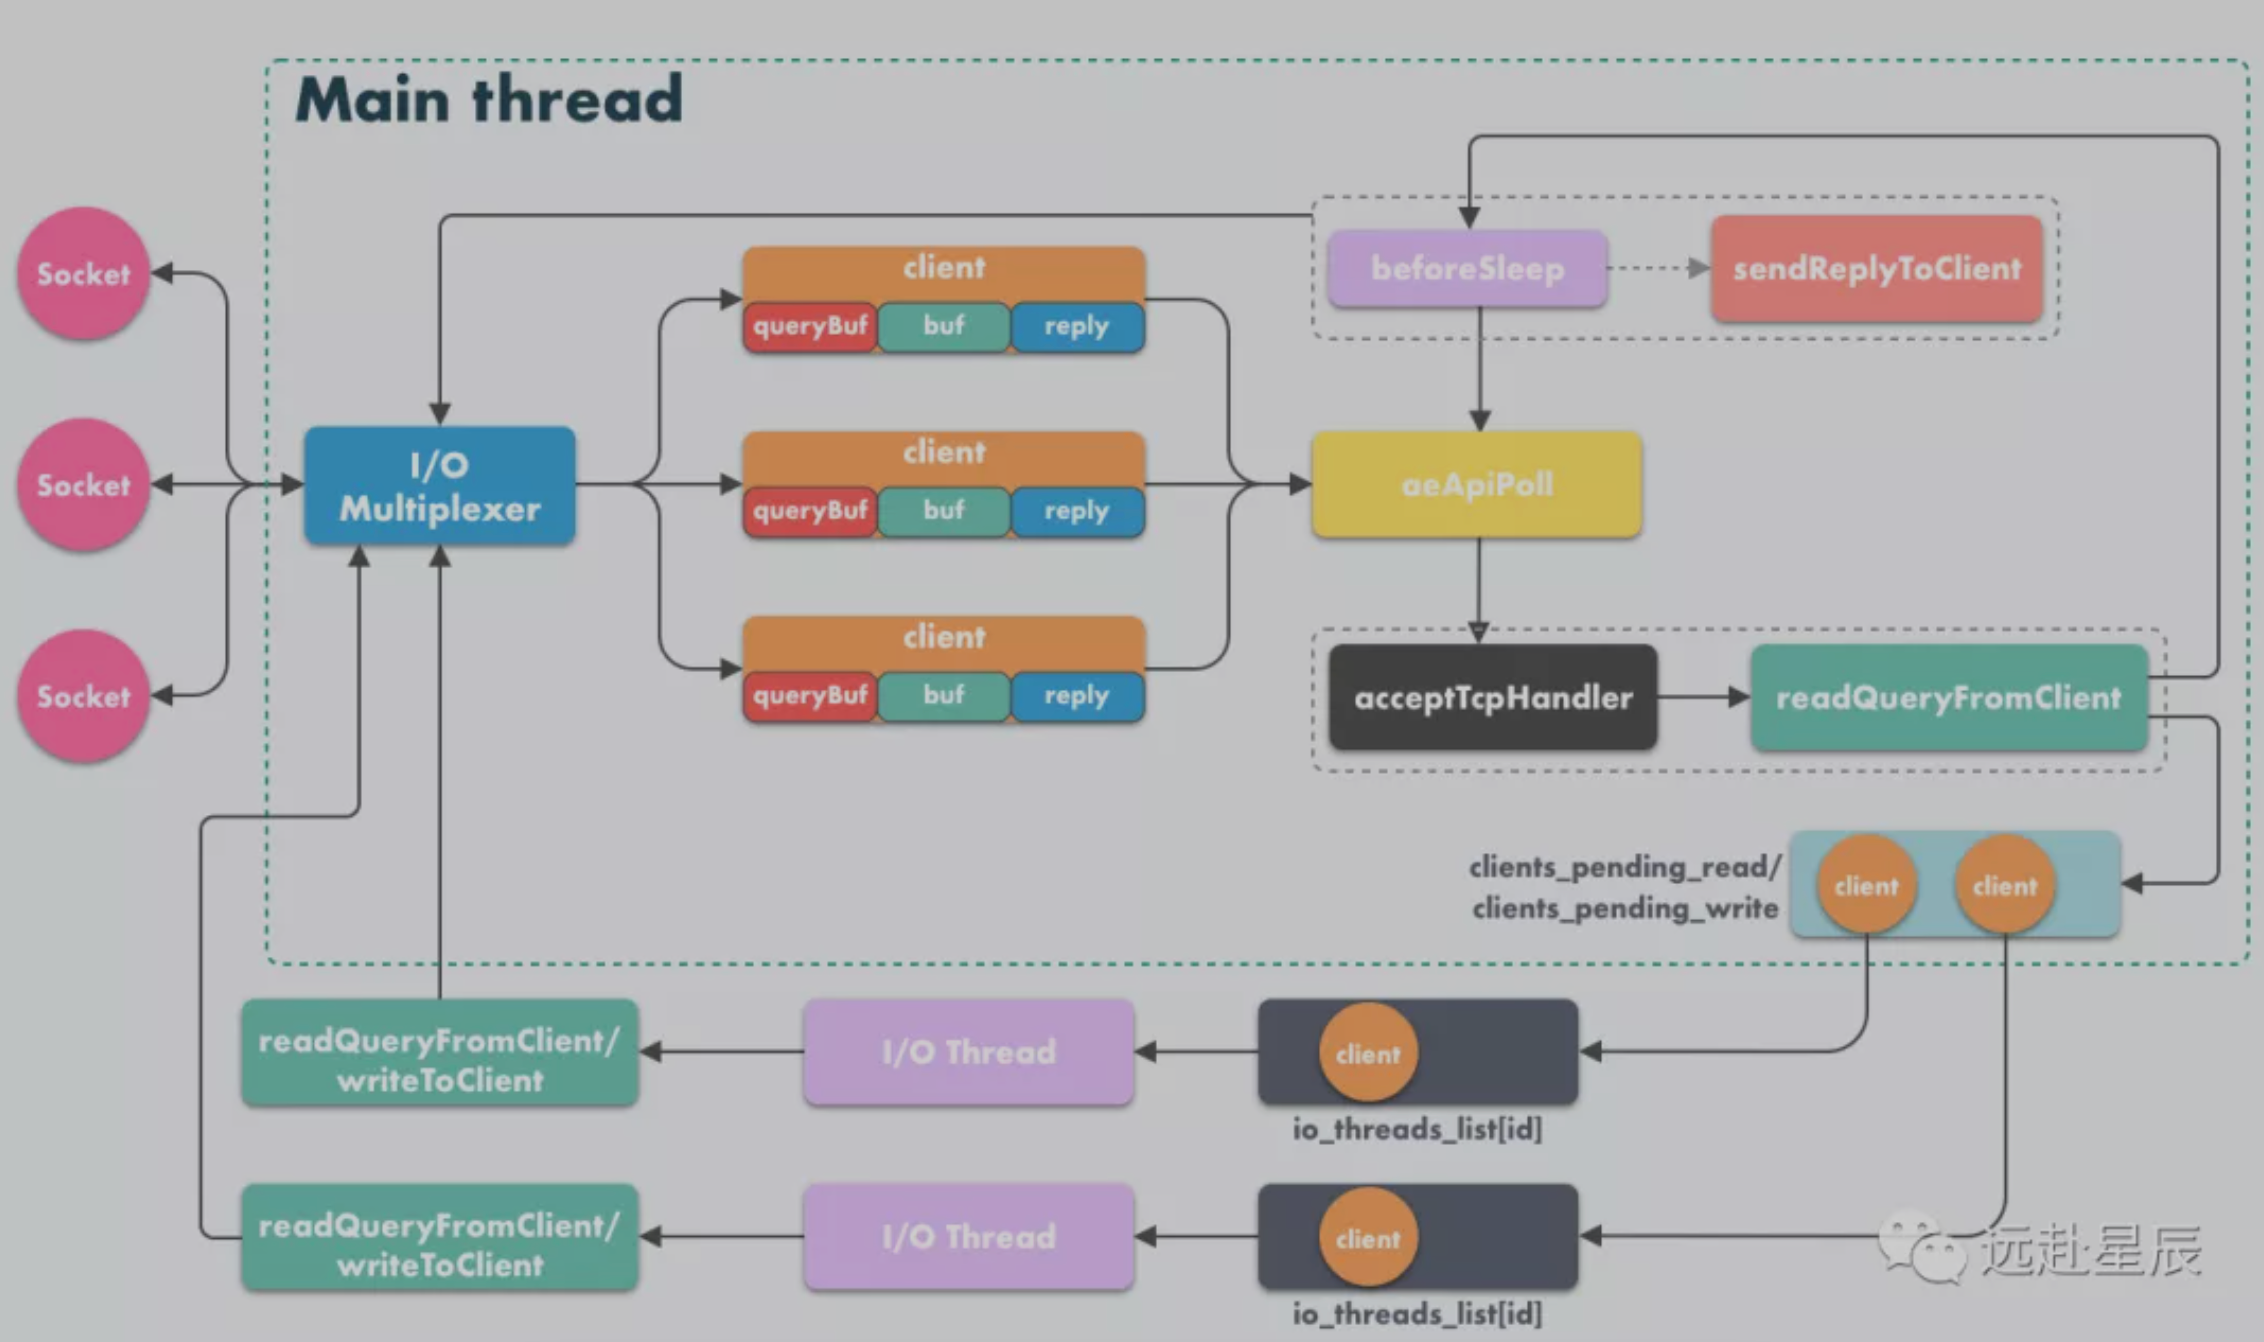 Main thread
Socket
Socket
Socket
I/O
Multiplexer
client
queryBuf
buf
reply
client
queryBuf
buf
reply
client
queryBuf
buf
reply
beforeSleep
sendReplyToClient
aeApiPoll
acceptTcpHandler
readQueryFromClient
clients_pending_read/
clients_pending_write
client
client
readQueryFromClient/
writeToClient
I/O Thread
client
io_threads_list[id]
readQueryFromClient/
writeToClient
I/O Thread
client
io_threads_list[id]
远赴星辰